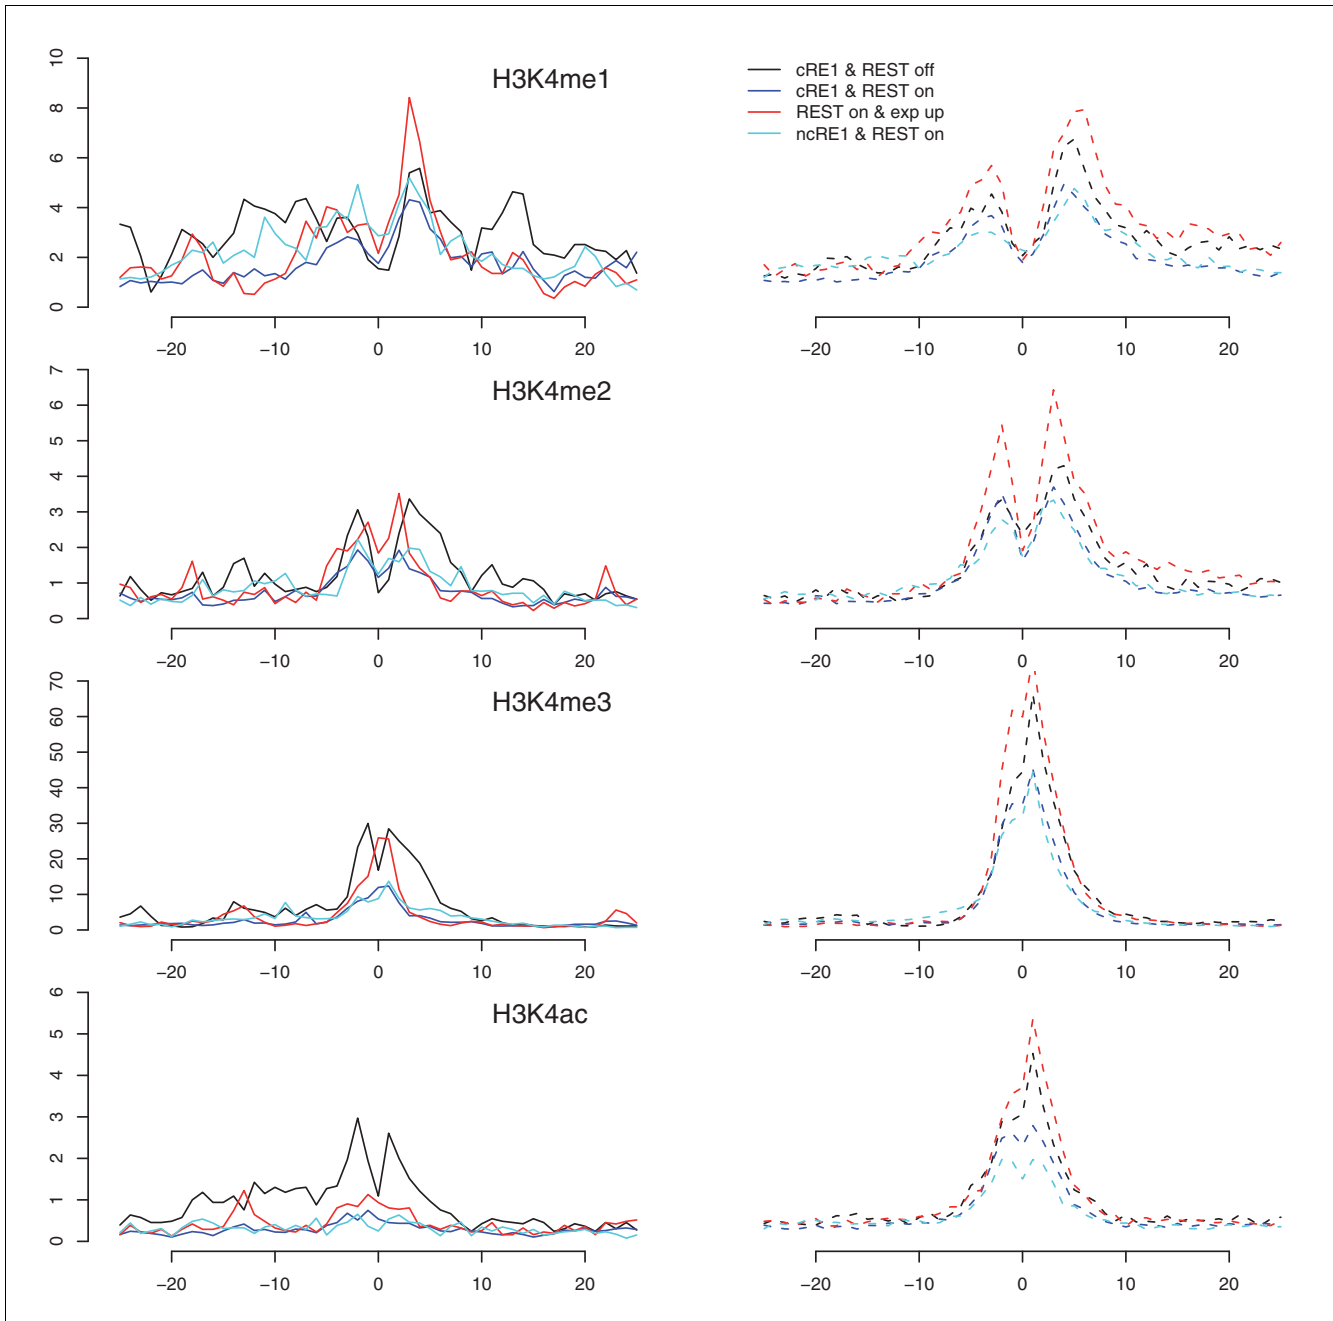 H3K4me1
cRE1 & REST off
cRE1 & REST on
REST on & exp up
ncRE1 & REST on
0 2 4 6 8 10
−20 −10 0 10 20
−20 −10 0 10 20
H3K4me2
0 1 2 3 4 5 6 7
−20 −10 0 10 20
−20 −10 0 10 20
H3K4me3
0 10 20 30 40 50 60 70
−20 −10 0 10 20
−20 −10 0 10 20
H3K4ac
0 1 2 3 4 5 6
−20 −10 0 10 20
−20 −10 0 10 20